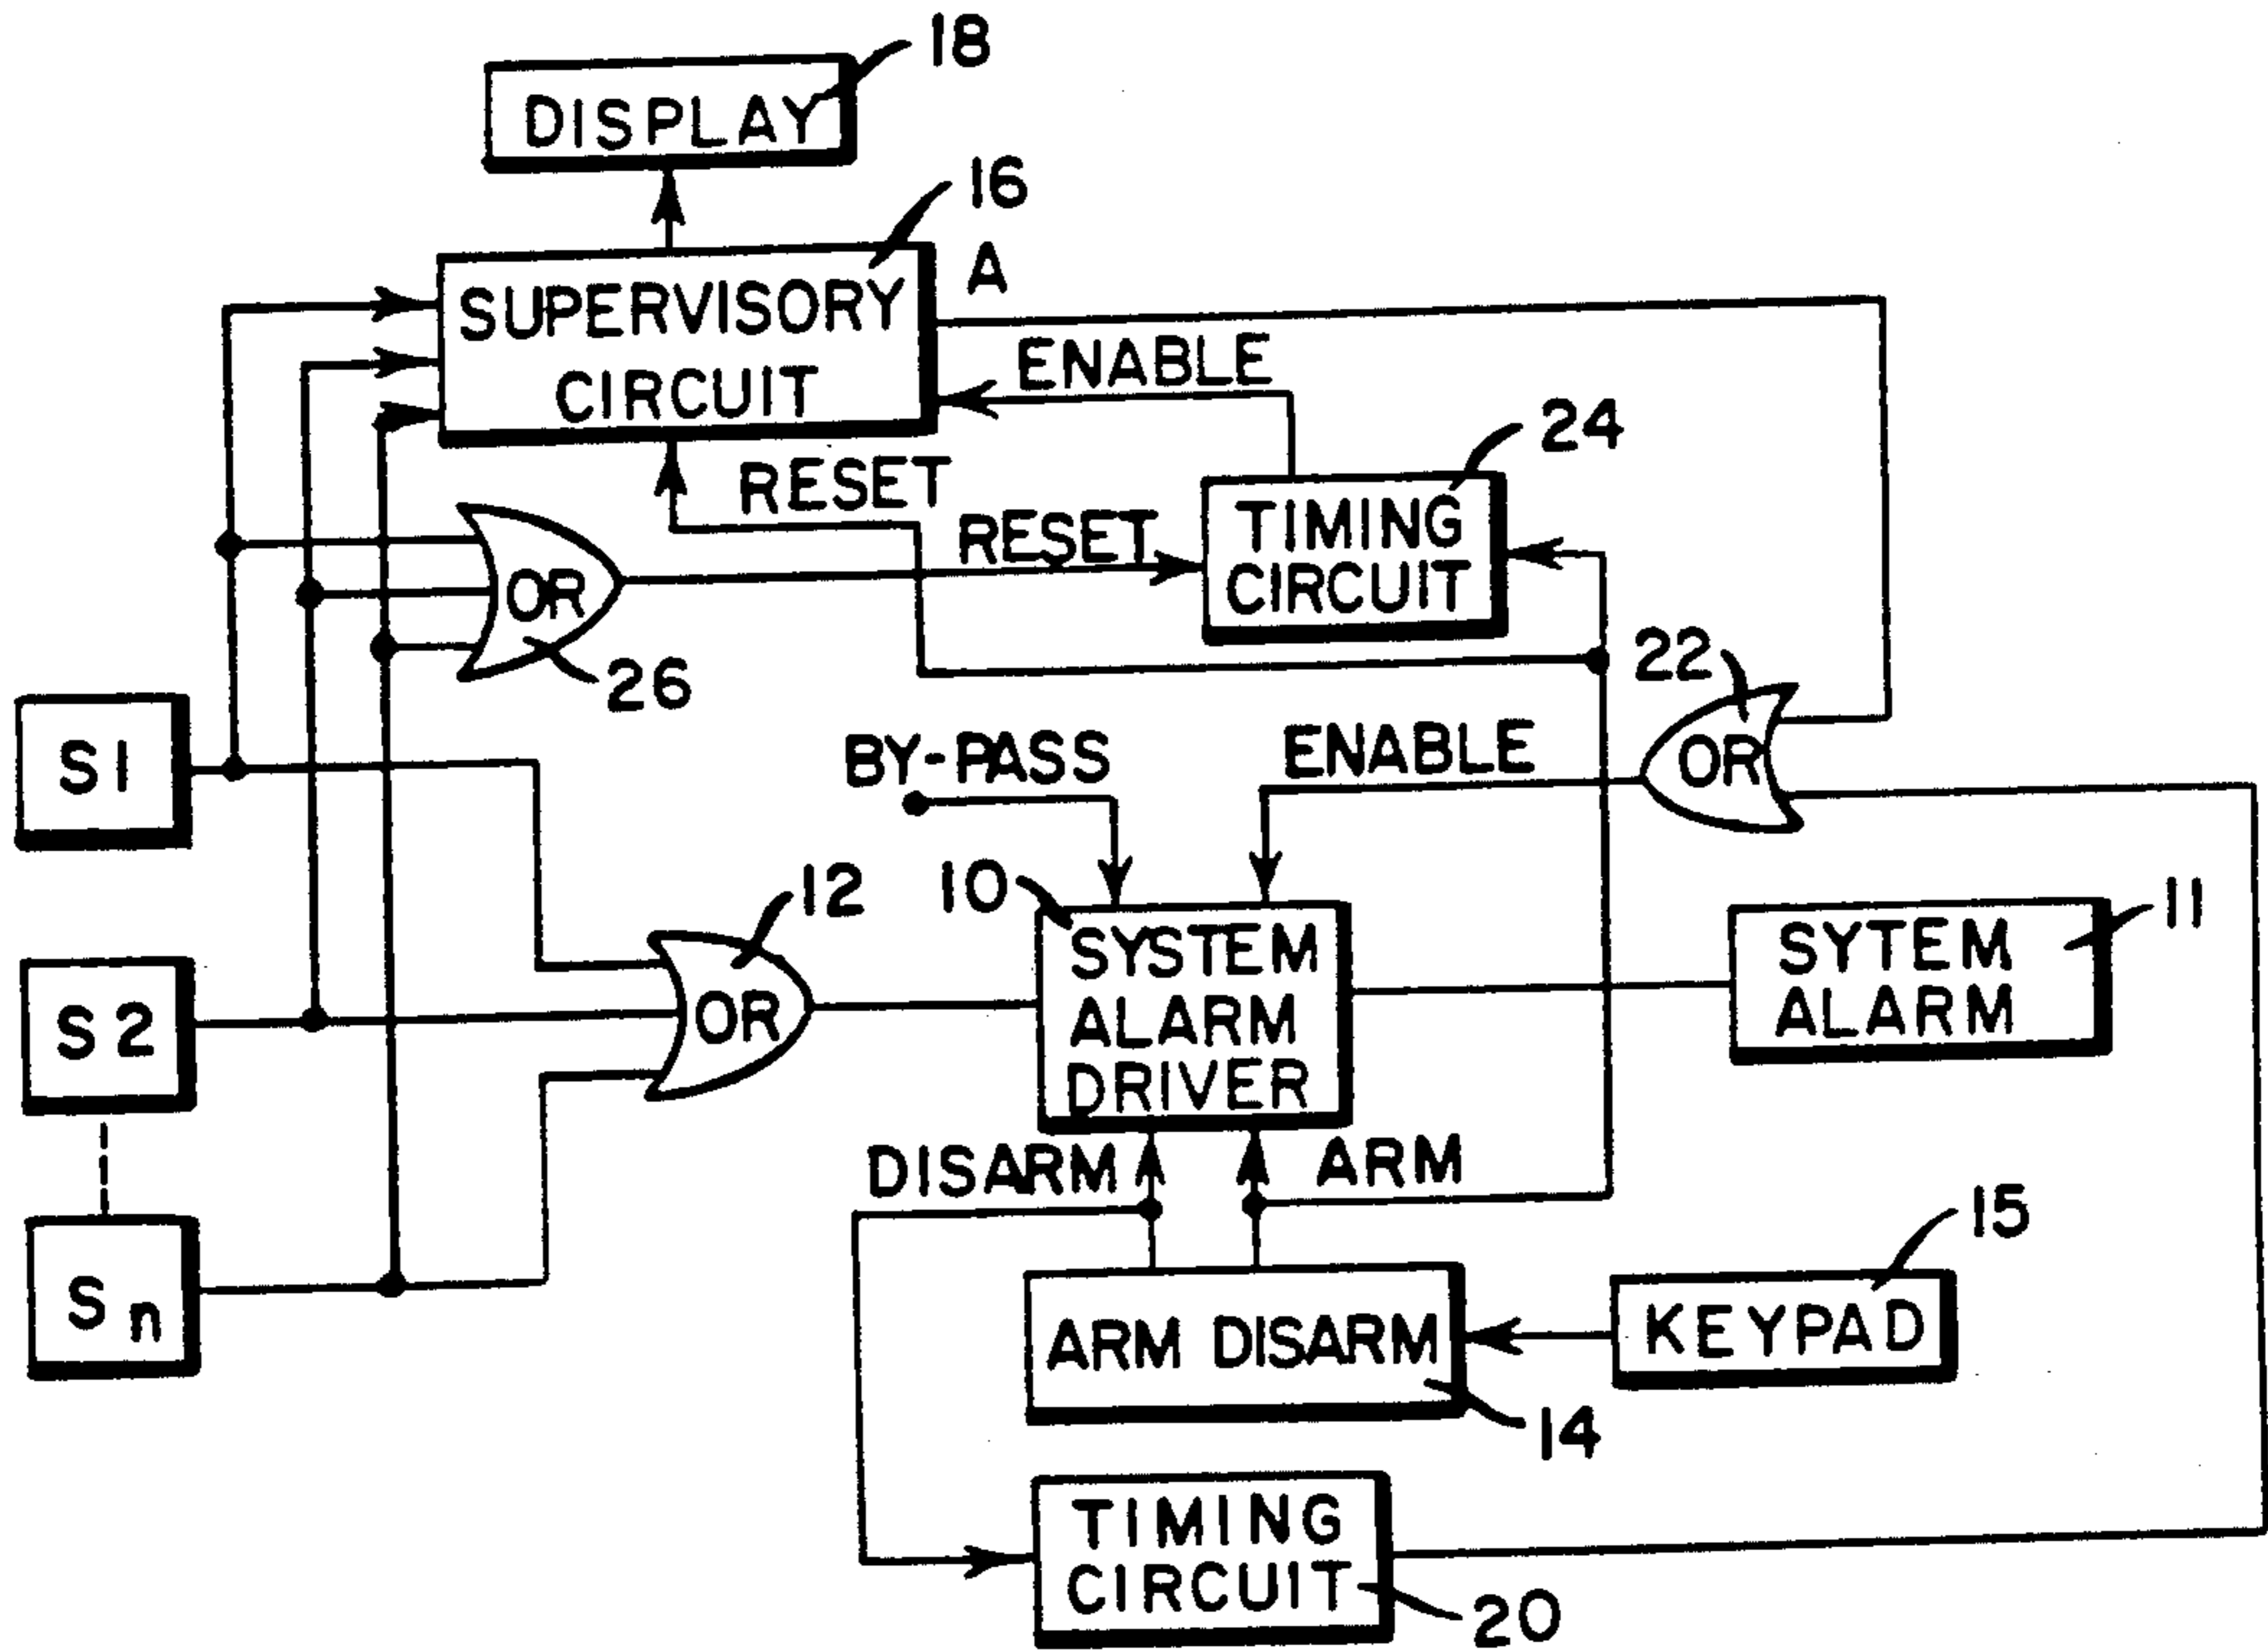 18
DISPLAY
16
A
SUPERVISORY
CIRCUIT
ENABLE
24
RESET
RESET
TIMING
CIRCUIT
OR
26
22
OR
S1
BY-PASS
ENABLE
12
10
11
S2
OR
SYSTEM
ALARM
DRIVER
SYTEM
ALARM
DISARM
ARM
15
Sn
ARM DISARM
KEYPAD
14
TIMING
CIRCUIT
20